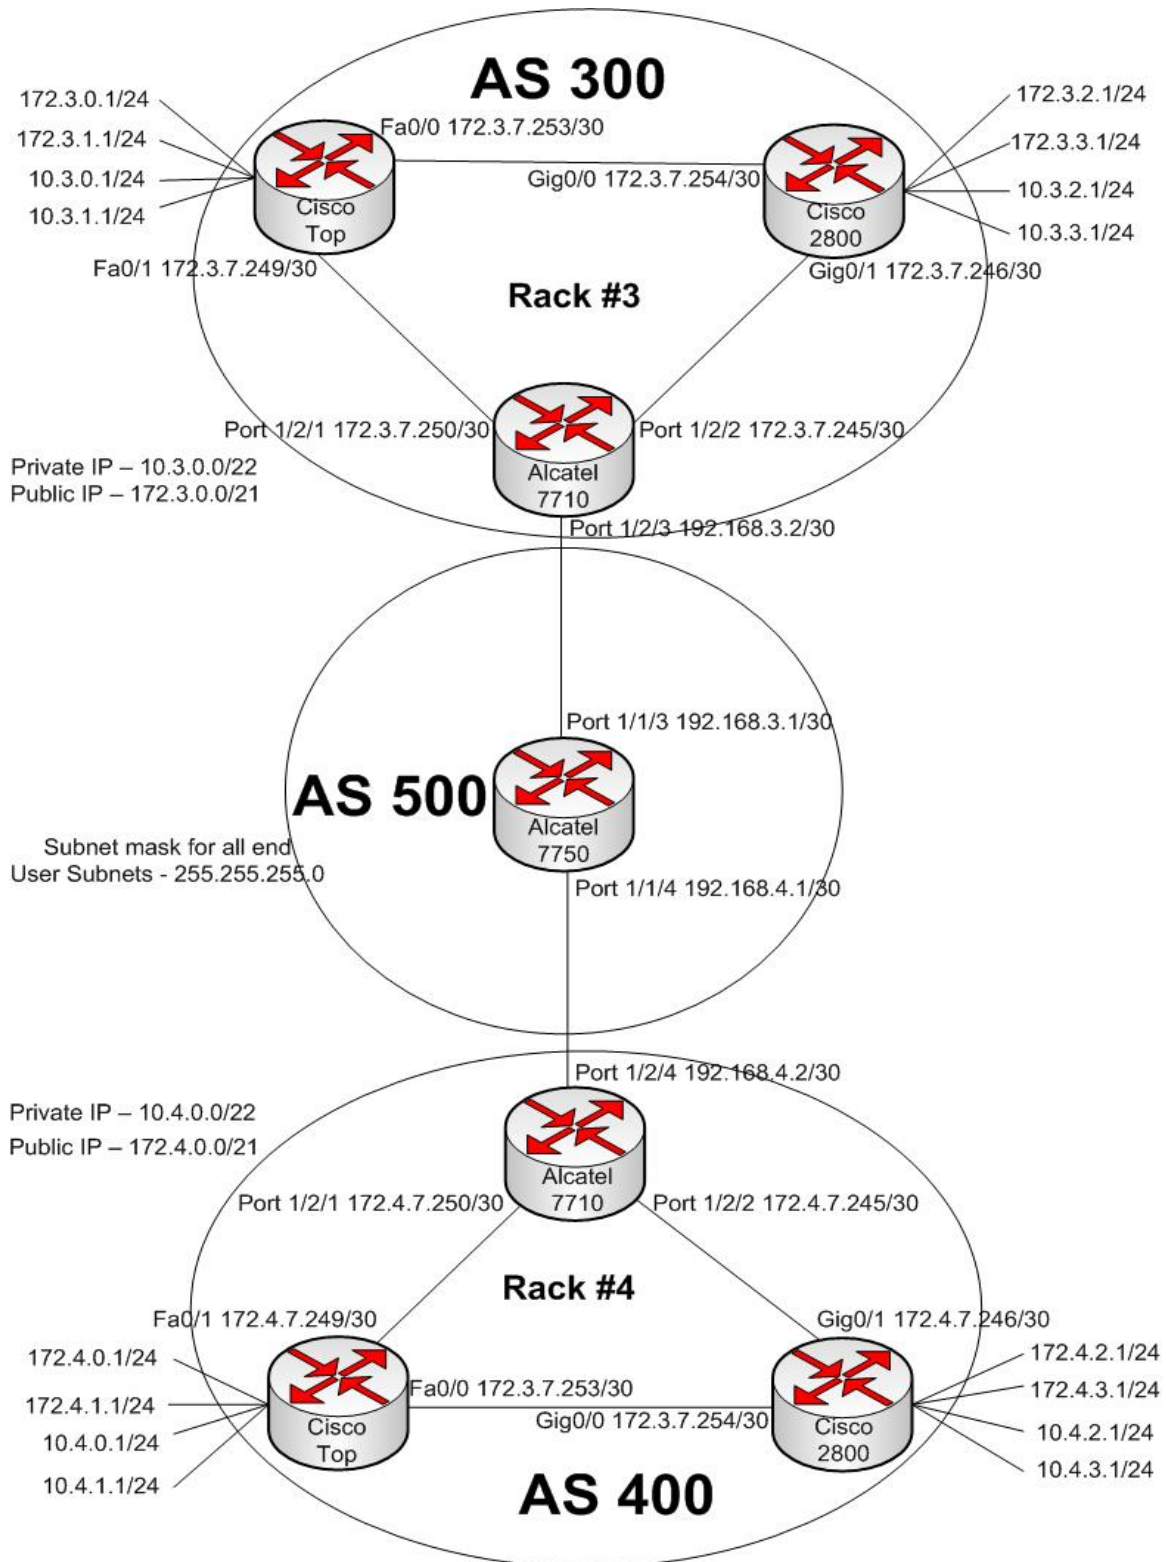 AS 300
172.3.0.1/24
172.3.1.1/24
10.3.0.1/24
10.3.1.1/24
Fa0/0 172.3.7.253/30
Gig0/0 172.3.7.254/30
172.3.2.1/24
172.3.3.1/24
10.3.2.1/24
10.3.3.1/24
Cisco
Top
Cisco
2800
Fa0/1 172.3.7.249/30
Gig0/1 172.3.7.246/30
Rack #3
Port 1/2/1 172.3.7.250/30
Port 1/2/2 172.3.7.245/30
Private IP – 10.3.0.0/22
Public IP – 172.3.0.0/21
Alcatel
7710
Port 1/2/3 192.168.3.2/30
Port 1/1/3 192.168.3.1/30
AS 500
Alcatel
7750
Subnet mask for all end
User Subnets - 255.255.255.0
Port 1/1/4 192.168.4.1/30
Port 1/2/4 192.168.4.2/30
Private IP – 10.4.0.0/22
Public IP – 172.4.0.0/21
Alcatel
7710
Port 1/2/1 172.4.7.250/30
Port 1/2/2 172.4.7.245/30
Rack #4
Fa0/1 172.4.7.249/30
Gig0/1 172.4.7.246/30
172.4.0.1/24
172.4.1.1/24
10.4.0.1/24
10.4.1.1/24
Fa0/0 172.3.7.253/30
Gig0/0 172.3.7.254/30
172.4.2.1/24
172.4.3.1/24
10.4.2.1/24
10.4.3.1/24
Cisco
Top
Cisco
2800
AS 400